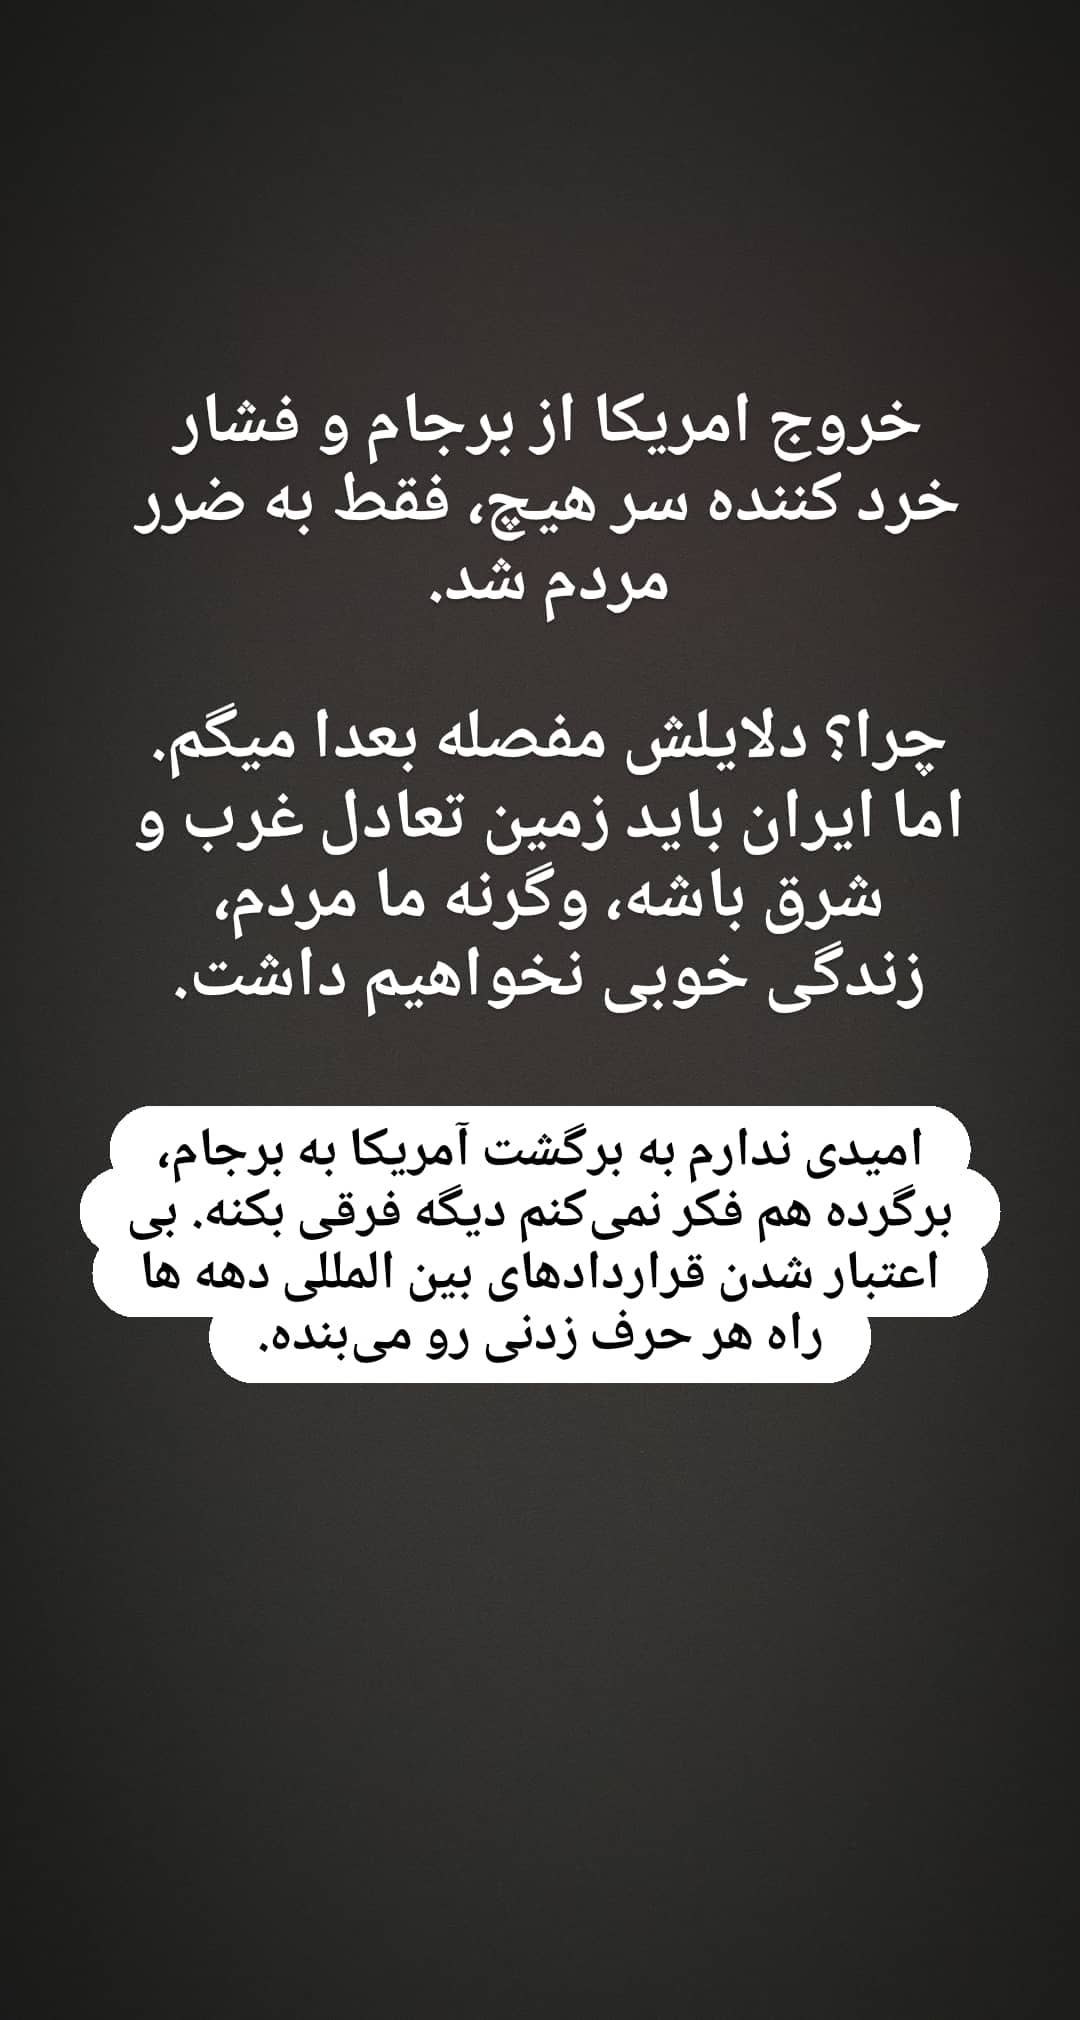 خروج امریکا از برجام و فشار
خرد کننده سر هیچ، فقط به ضرر
مردم شد.
چرا؟ دلایلش مفصله بعدا میگم.
اما ایران باید زمین تعادل غرب و
شرق باشه، وگرنه ما مردم،
زندگی خوبی نخواهیم داشت.
امیدی ندارم به برگشت آمریکا به برجام،
برگرده هم فکر نمی‌کنم دیگه فرقی بکنه. بی
اعتبار شدن قراردادهای بین المللی دهه ها
راه هر حرف زدنی رو می‌بنده.